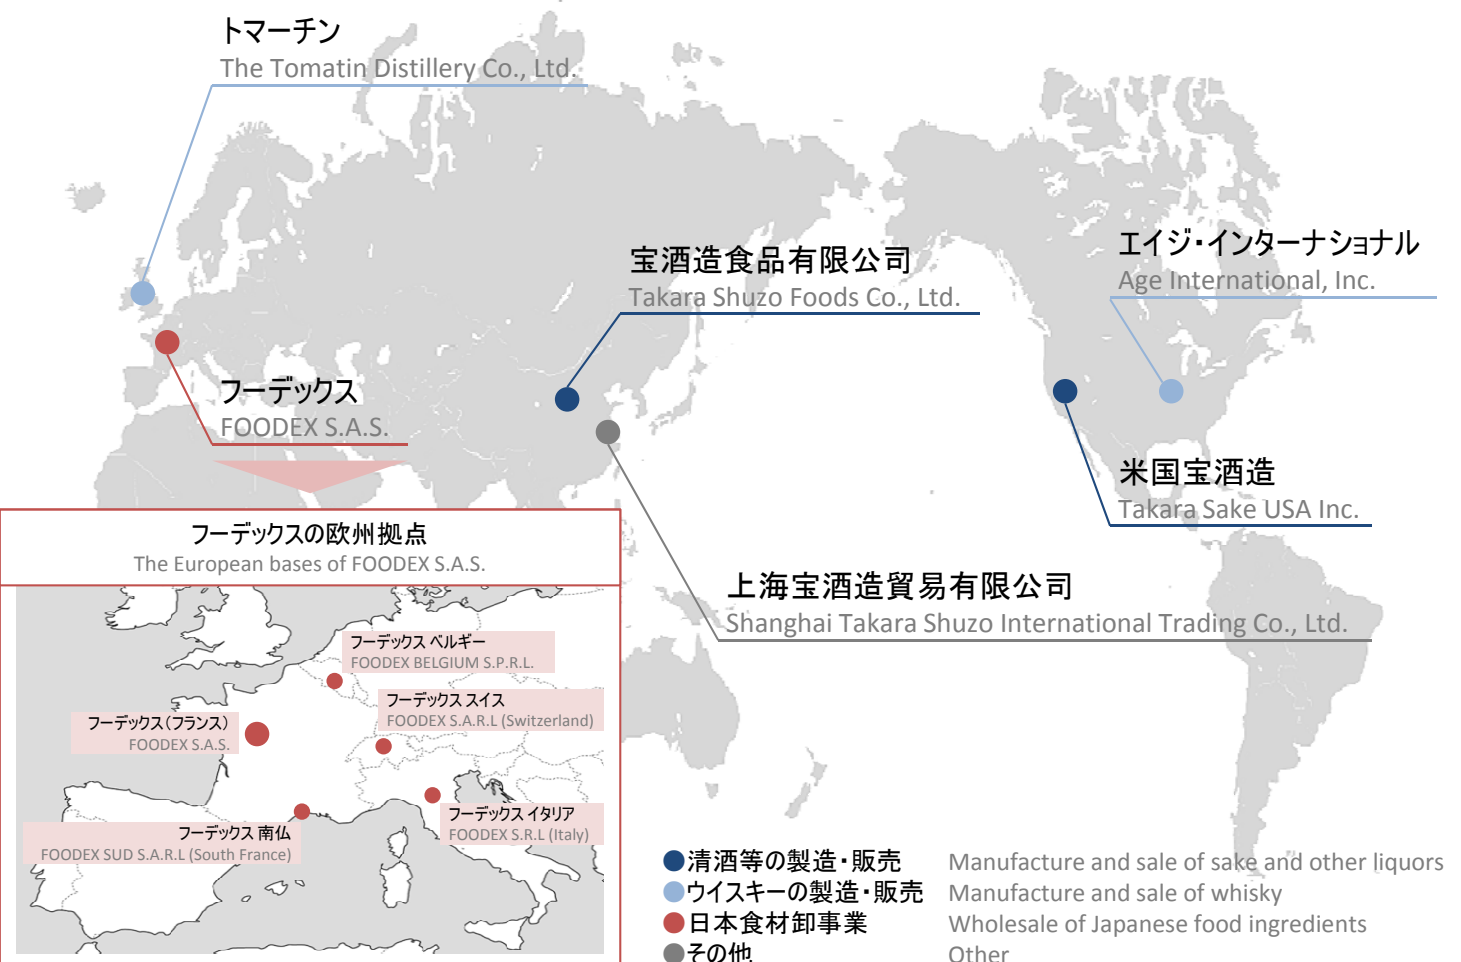 トマーチン
The Tomatin Distillery Co., Ltd.
宝酒造食品有限公司
Takara Shuzo Foods Co., Ltd.
エイジ・インターナショナル
Age International, Inc.
フーデックス
FOODEX S.A.S.
米国宝酒造
Takara Sake USA Inc.
上海宝酒造貿易有限公司
Shanghai Takara Shuzo International Trading Co., Ltd.
フーデックスの欧州拠点
The European bases of FOODEX S.A.S.
フーデックス ベルギー
FOODEX BELGIUM S.P.R.L.
フーデックス スイス
FOODEX S.A.R.L (Switzerland)
フーデックス(フランス)
FOODEX S.A.S.
フーデックス イタリア
FOODEX S.R.L (Italy)
フーデックス 南仏
FOODEX SUD S.A.R.L (South France)
清酒等の製造・販売 Manufacture and sale of sake and other liquors
ウイスキーの製造・販売 Manufacture and sale of whisky
日本食材卸事業 Wholesale of Japanese food ingredients
その他 Other